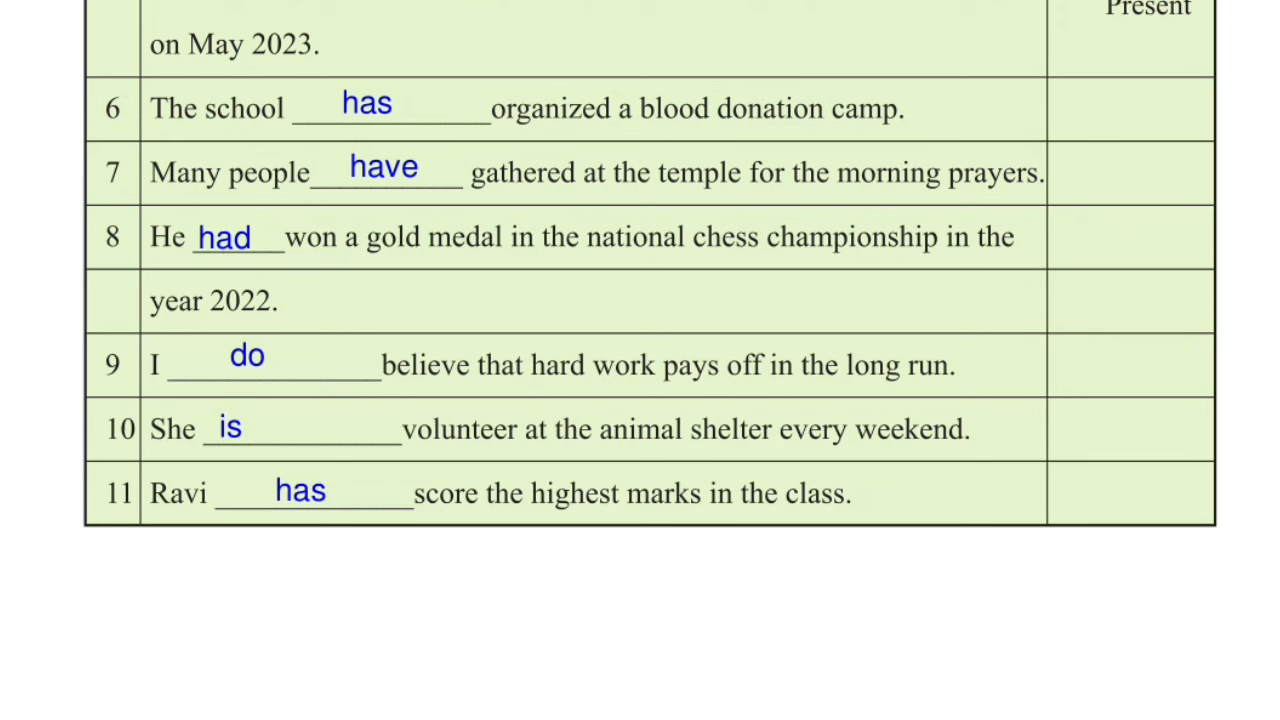 Present
on May 2023.
6 The school has organized a blood donation camp.
7 Many people have gathered at the temple for the morning prayers.
8 He had won a gold medal in the national chess championship in the
year 2022.
9 I do believe that hard work pays off in the long run.
10 She is volunteer at the animal shelter every weekend.
11 Ravi has score the highest marks in the class.